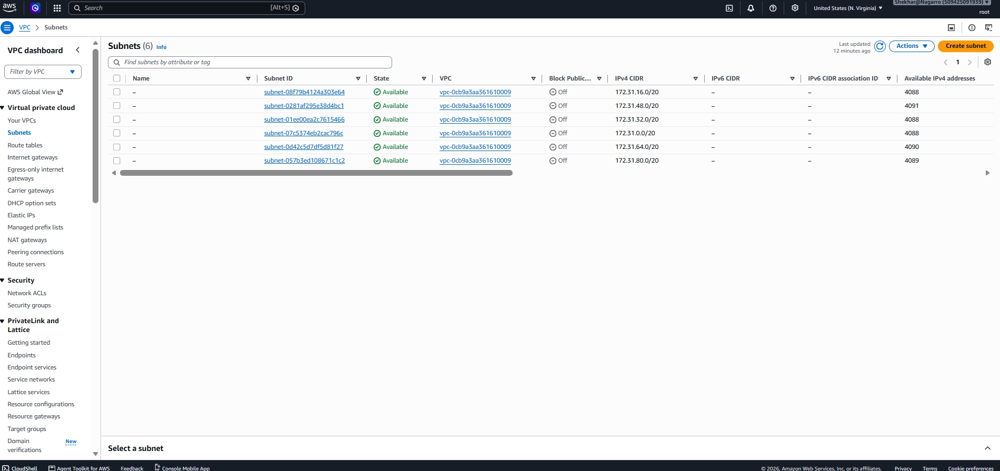 aws
Search [Alt+S]
United States (N. Virginia)
Shekhar@Nagarro (509425091939)
root
VPC > Subnets
VPC dashboard
Filter by VPC
AWS Global View
Virtual private cloud
Your VPCs
Subnets
Route tables
Internet gateways
Egress-only internet
gateways
Carrier gateways
DHCP option sets
Elastic IPs
Managed prefix lists
NAT gateways
Peering connections
Route servers
Security
Network ACLs
Security groups
PrivateLink and
Lattice
Getting started
Endpoints
Endpoint services
Service networks
Lattice services
Resource configurations
Resource gateways
Target groups
Domain New
verifications
Subnets (6) Info
Last updated
12 minutes ago
Actions
Create subnet
Find subnets by attribute or tag
1
Name Subnet ID State VPC Block Public... IPv4 CIDR IPv6 CIDR IPv6 CIDR association ID Available IPv4 addresses
– subnet-08f79b4124a303e64 Available vpc-0cb9a3aa361610009 Off 172.31.16.0/20 – – 4088
– subnet-0281af295e38d4bc1 Available vpc-0cb9a3aa361610009 Off 172.31.48.0/20 – – 4091
– subnet-01ee00ea2c7615466 Available vpc-0cb9a3aa361610009 Off 172.31.32.0/20 – – 4088
– subnet-07c5374eb2cac796c Available vpc-0cb9a3aa361610009 Off 172.31.0.0/20 – – 4088
– subnet-0d42c5d7df5d81f27 Available vpc-0cb9a3aa361610009 Off 172.31.64.0/20 – – 4090
– subnet-057b3ed108671c1c2 Available vpc-0cb9a3aa361610009 Off 172.31.80.0/20 – – 4089
Select a subnet
CloudShell Agent Toolkit for AWS Feedback Console Mobile App © 2026, Amazon Web Services, Inc. or its affiliates. Privacy Terms Cookie preferences